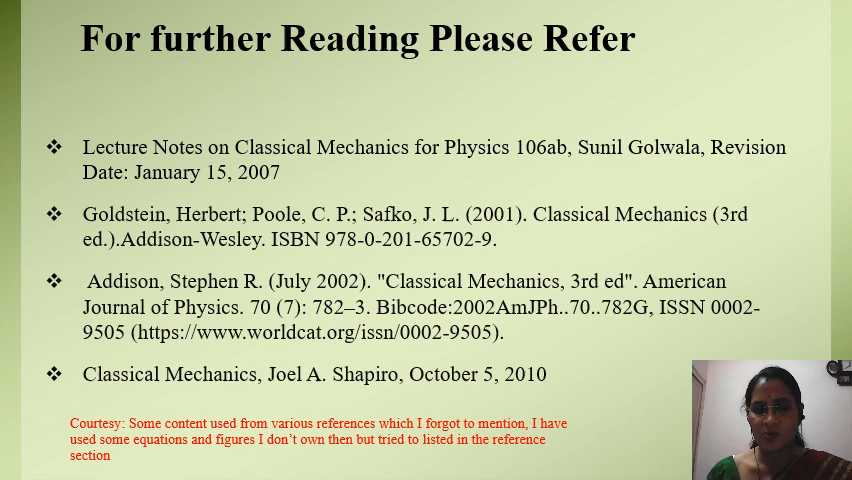 For further Reading Please Refer
❖ Lecture Notes on Classical Mechanics for Physics 106ab, Sunil Golwala, Revision
Date: January 15, 2007
❖ Goldstein, Herbert; Poole, C. P.; Safko, J. L. (2001). Classical Mechanics (3rd
ed.).Addison-Wesley. ISBN 978-0-201-65702-9.
❖ Addison, Stephen R. (July 2002). "Classical Mechanics, 3rd ed". American
Journal of Physics. 70 (7): 782–3. Bibcode:2002AmJPh..70..782G, ISSN 0002-
9505 (https://www.worldcat.org/issn/0002-9505).
❖ Classical Mechanics, Joel A. Shapiro, October 5, 2010
Courtesy: Some content used from various references which I forgot to mention, I have
used some equations and figures I don’t own then but tried to listed in the reference
section